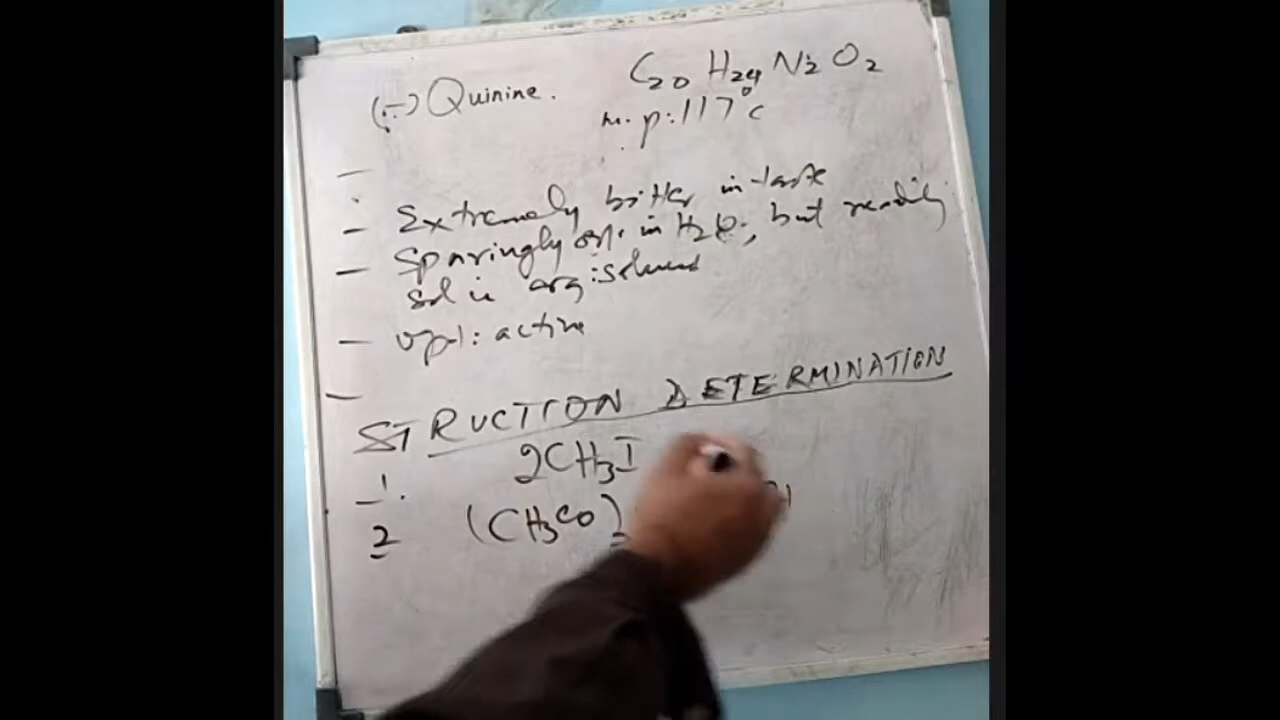 (-) Quinine. C20 H24 N2 O2
m.p:117°c
- Extremely bitter in taste
- Sparingly sol. in H2O, but readily
sol in org: solvent
- opt: active
STRUCTION DETERMINATION
1. 2CH3I
2 (CH3CO)2